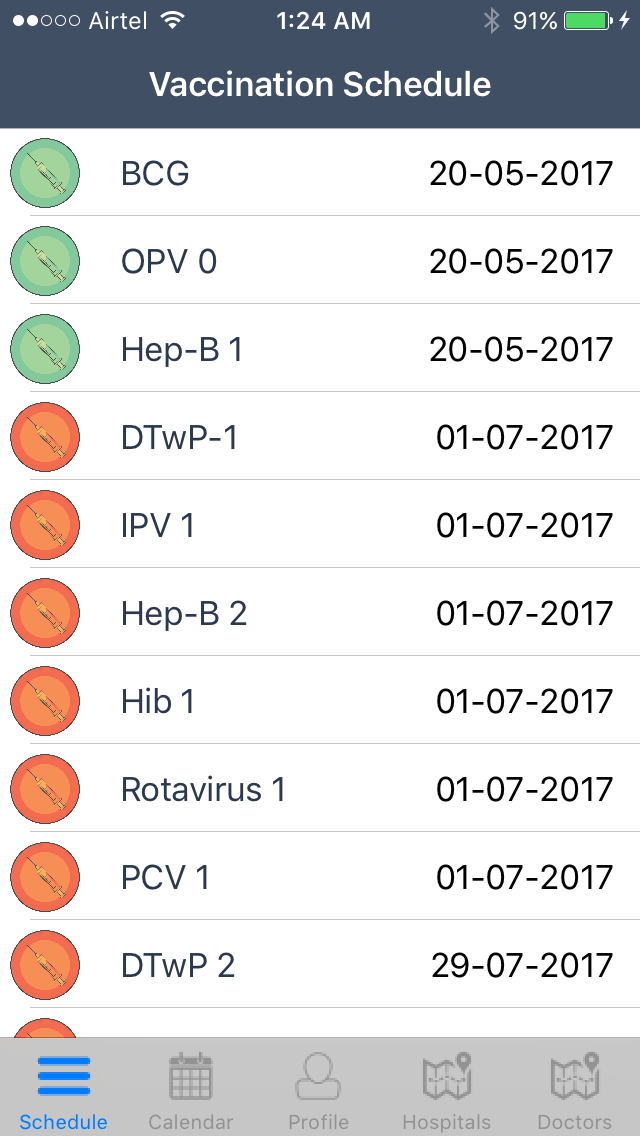 Airtel 1:24 AM 91%
Vaccination Schedule
BCG 20-05-2017
OPV 0 20-05-2017
Hep-B 1 20-05-2017
DTwP-1 01-07-2017
IPV 1 01-07-2017
Hep-B 2 01-07-2017
Hib 1 01-07-2017
Rotavirus 1 01-07-2017
PCV 1 01-07-2017
DTwP 2 29-07-2017
Schedule Calendar Profile Hospitals Doctors